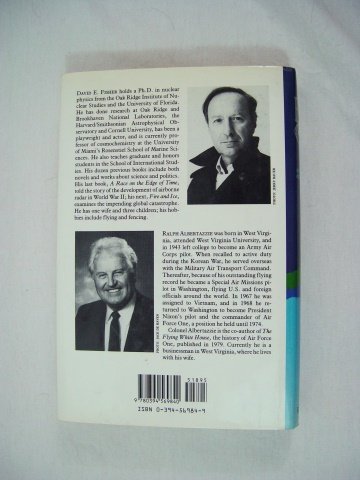 DAVID E. FISHER holds a Ph.D. in nuclear
physics from the Oak Ridge Institute of Nu-
clear Studies and the University of Florida.
He has done research at Oak Ridge and
Brookhaven National Laboratories, the
Harvard/Smithsonian Astrophysical Ob-
servatory and Cornell University, has been a
playwright and actor, and is currently pro-
fessor of cosmochemistry at the University
of Miami's Rosenstiel School of Marine Sci-
ences. He also teaches graduate and honors
students in the School of International Stud-
ies. His dozen previous books include both
novels and works about science and politics.
His last book, A Race on the Edge of Time,
told the story of the development of airborne
radar in World War II; his next, Fire and Ice,
examines the impending global catastrophe.
He has one wife and three children; his hob-
bies include flying and fencing.
RALPH ALBERTAZZIE was born in West Virgi-
nia, attended West Virginia University, and
in 1943 left college to become an Army Air
Corps pilot. When recalled to active duty
during the Korean War, he served overseas
with the Military Air Transport Command.
Thereafter, because of his outstanding flying
record he became a Special Air Missions pi-
lot in Washington, flying U.S. and foreign
officials around the world. In 1967 he was
assigned to Vietnam, and in 1968 he re-
turned to Washington to become President
Nixon's pilot and the commander of Air
Force One, a position he held until 1974.
Colonel Albertazzie is the co-author of The
Flying White House, the history of Air Force
One, published in 1979. Currently he is a
businessman in West Virginia, where he lives
with his wife.
51895
9 780394 569840
ISBN 0-394-56984-9